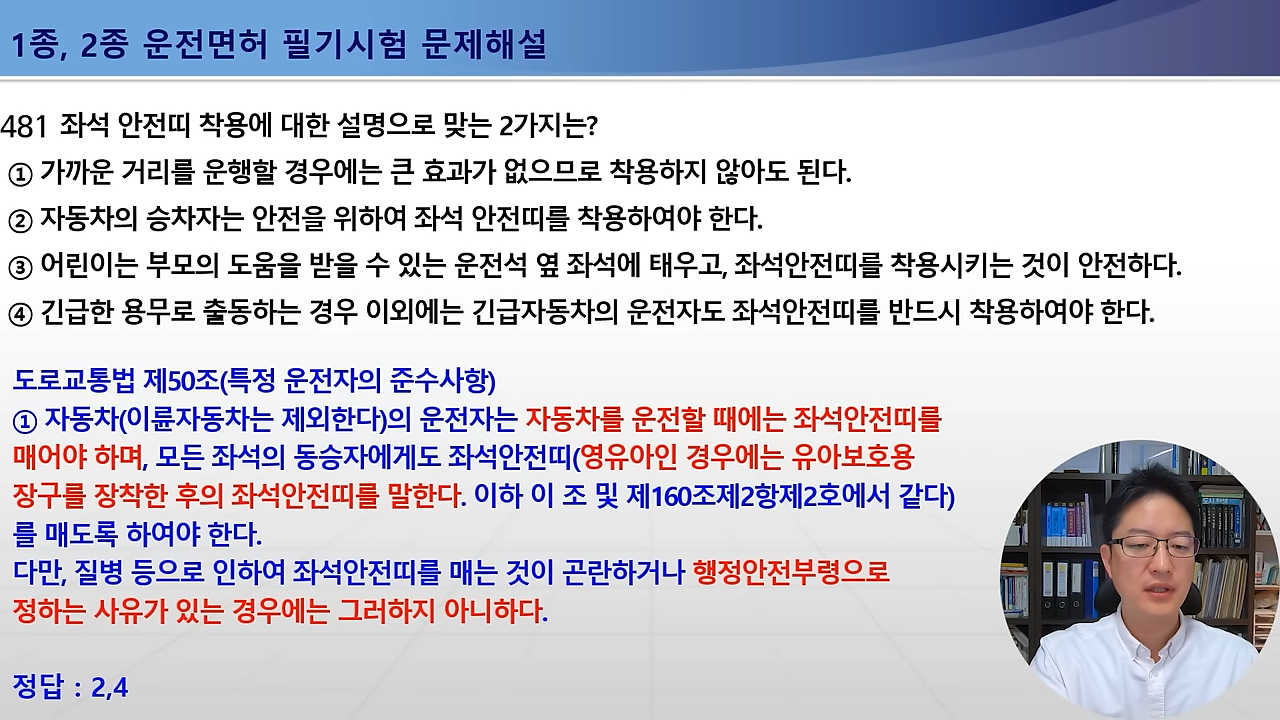 1종, 2종 운전면허 필기시험 문제해설
481 좌석 안전띠 착용에 대한 설명으로 맞는 2가지는?
① 가까운 거리를 운행할 경우에는 큰 효과가 없으므로 착용하지 않아도 된다.
② 자동차의 승차자는 안전을 위하여 좌석 안전띠를 착용하여야 한다.
③ 어린이는 부모의 도움을 받을 수 있는 운전석 옆 좌석에 태우고, 좌석안전띠를 착용시키는 것이 안전하다.
④ 긴급한 용무로 출동하는 경우 이외에는 긴급자동차의 운전자도 좌석안전띠를 반드시 착용하여야 한다.
도로교통법 제50조(특정 운전자의 준수사항)
① 자동차(이륜자동차는 제외한다)의 운전자는 자동차를 운전할 때에는 좌석안전띠를
매어야 하며, 모든 좌석의 동승자에게도 좌석안전띠(영유아인 경우에는 유아보호용
장구를 장착한 후의 좌석안전띠를 말한다. 이하 이 조 및 제160조제2항제2호에서 같다)
를 매도록 하여야 한다.
다만, 질병 등으로 인하여 좌석안전띠를 매는 것이 곤란하거나 행정안전부령으로
정하는 사유가 있는 경우에는 그러하지 아니하다.
정답 : 2,4